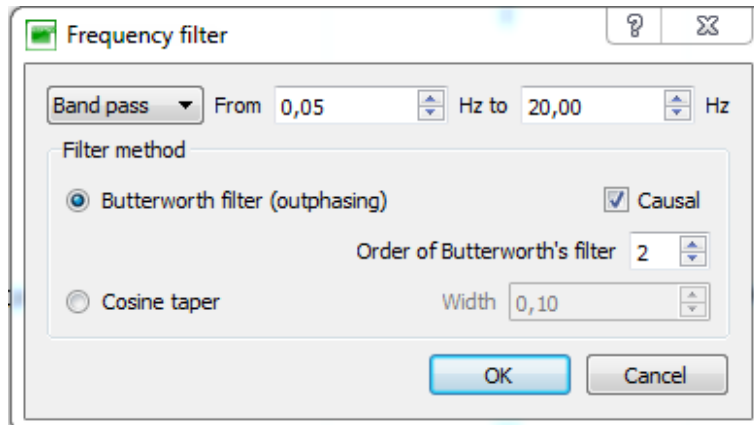 Frequency filter
Band pass From 0,05 Hz to 20,00 Hz
Filter method
Butterworth filter (outphasing) Causal
Order of Butterworth's filter 2
Cosine taper Width 0,10
OK Cancel